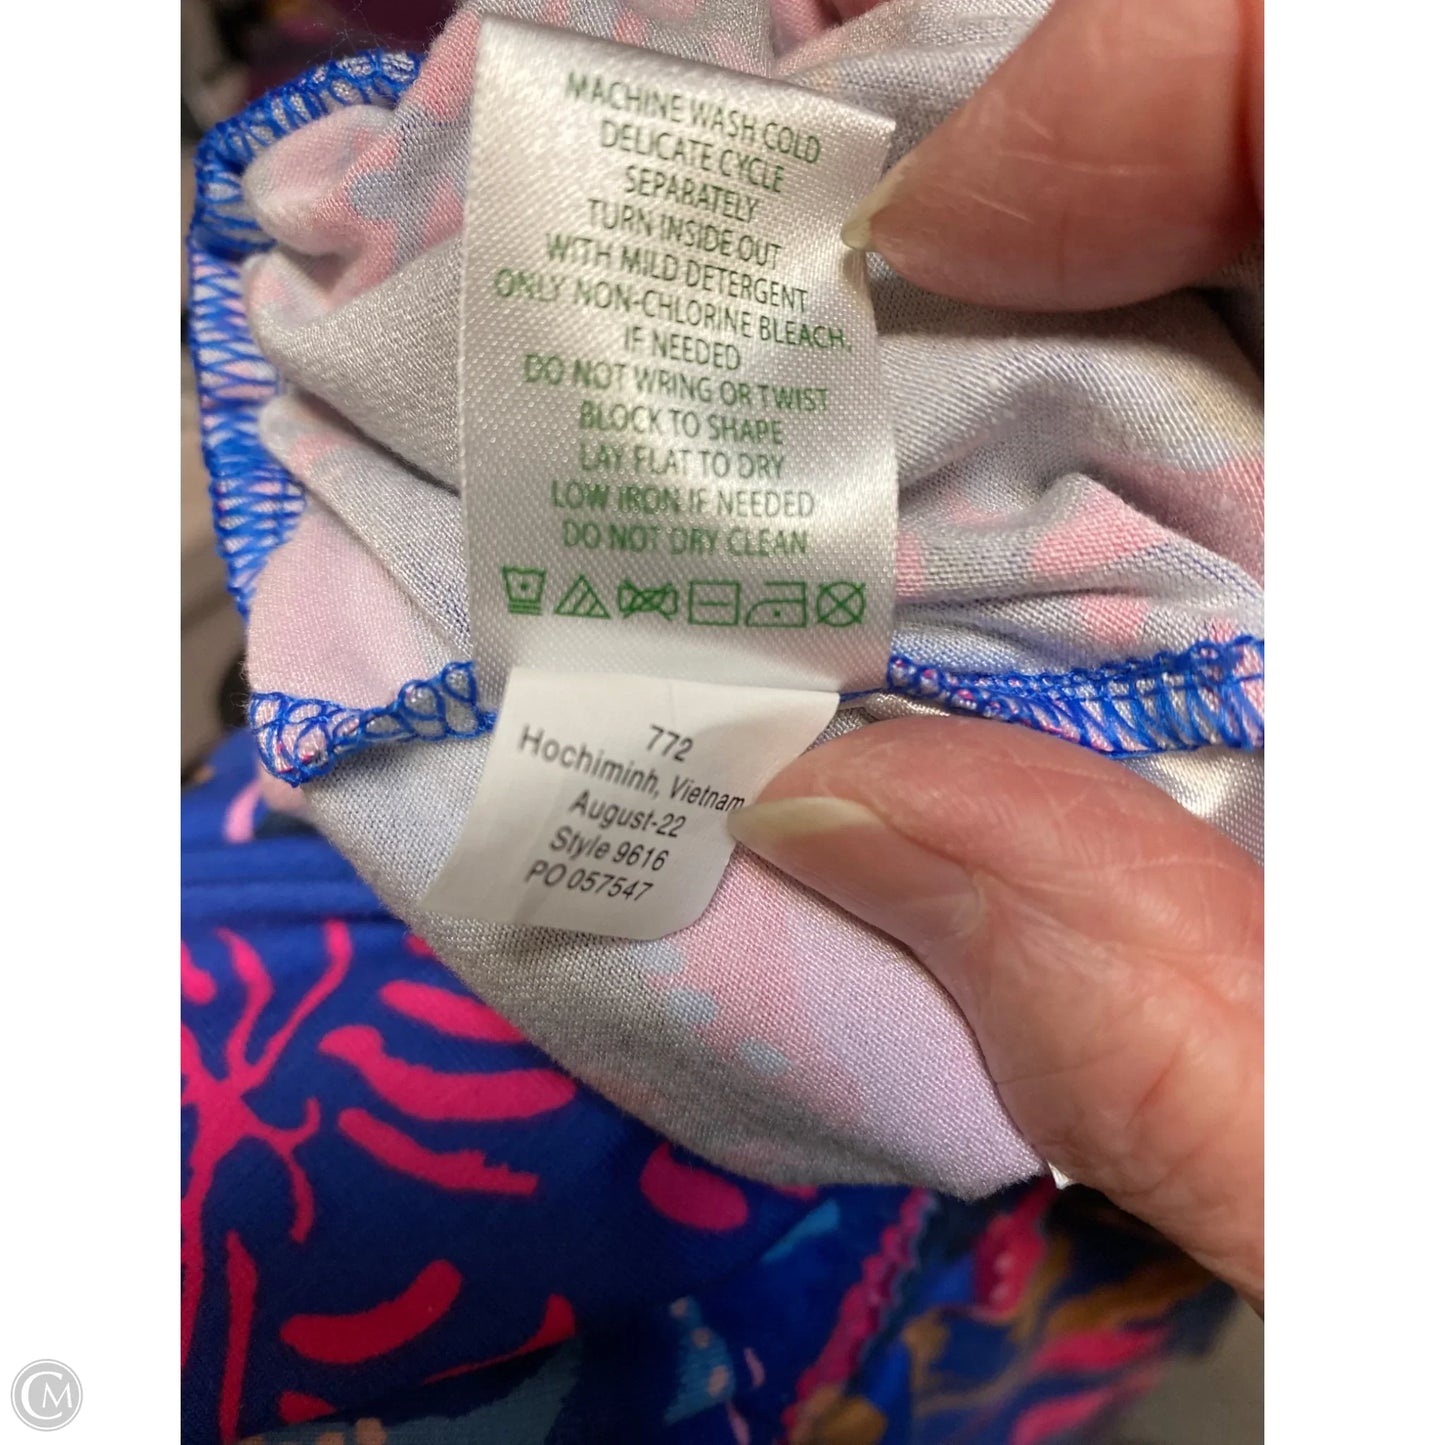 MACHINE WASH COLD
DELICATE CYCLE
SEPARATELY
TURN INSIDE OUT
WITH MILD DETERGENT
ONLY NON-CHLORINE BLEACH,
IF NEEDED
DO NOT WRING OR TWIST
BLOCK TO SHAPE
LAY FLAT TO DRY
LOW IRON IF NEEDED
DO NOT DRY CLEAN
772
Hochiminh, Vietnam
August-22
Style 9616
PO 057547
CM